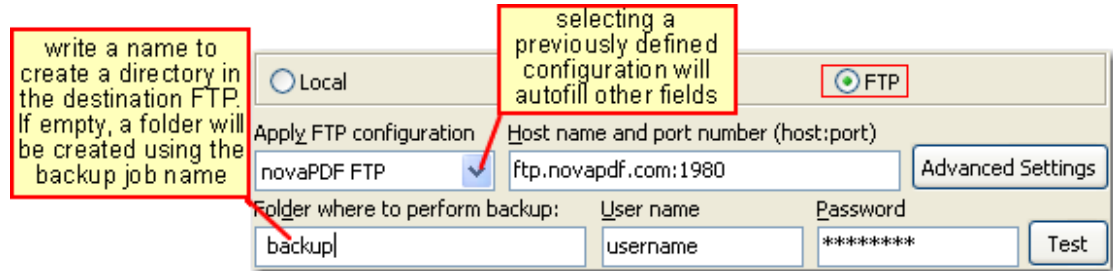 write a name to
create a directory in
the destination FTP.
If empty, a folder will
be created using the
backup job name
selecting a
previously defined
configuration will
autofill other fields
Local
FTP
Apply FTP configuration
Host name and port number (host:port)
novaPDF FTP
ftp.novapdf.com:1980
Advanced Settings
Folder where to perform backup:
User name
Password
backup
username
********
Test